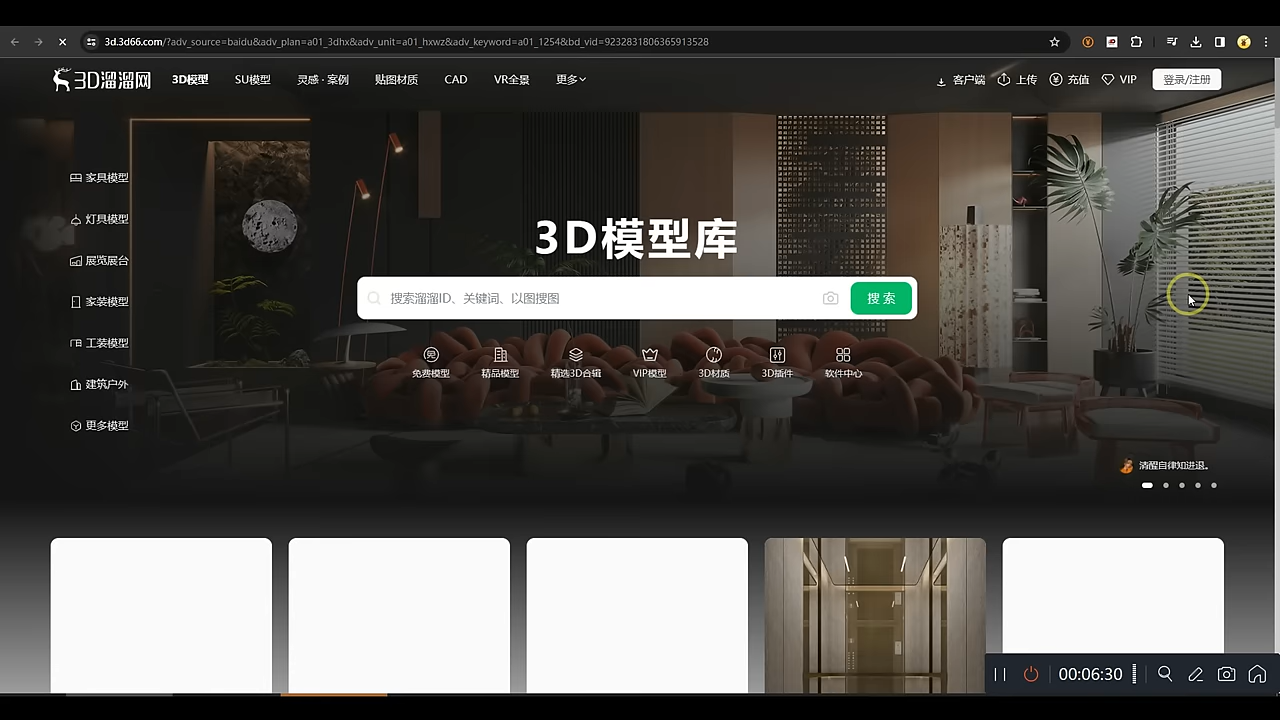 3d.3d66.com/?adv_source=baidu&adv_plan=a01_3dhx&adv_unit=a01_hxwz&adv_keyword=a01_1254&bd_vid=9232831806365913528
3D溜溜网 3D模型 SU模型 灵感·案例 贴图材质 CAD VR全景 更多 客户端 上传 充值 VIP 登录/注册
家具模型
灯具模型
展览展台
家装模型
工装模型
建筑户外
更多模型
3D模型库
搜索溜溜ID、关键词、以图搜图 搜索
免费模型 精品模型 精选3D合辑 VIP模型 3D材质 3D插件 软件中心
清醒自律知进退。
00:06:30